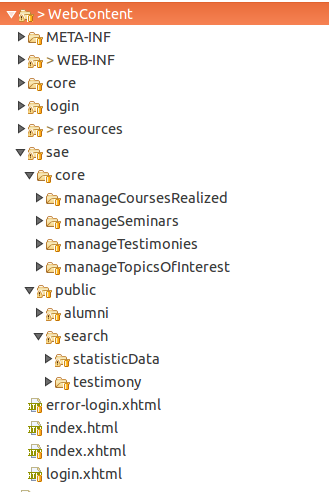 > WebContent
META-INF
> WEB-INF
core
login
> resources
sae
core
manageCoursesRealized
manageSeminars
manageTestimonies
manageTopicsOfInterest
public
alumni
search
statisticData
testimony
error-login.xhtml
index.html
index.xhtml
login.xhtml